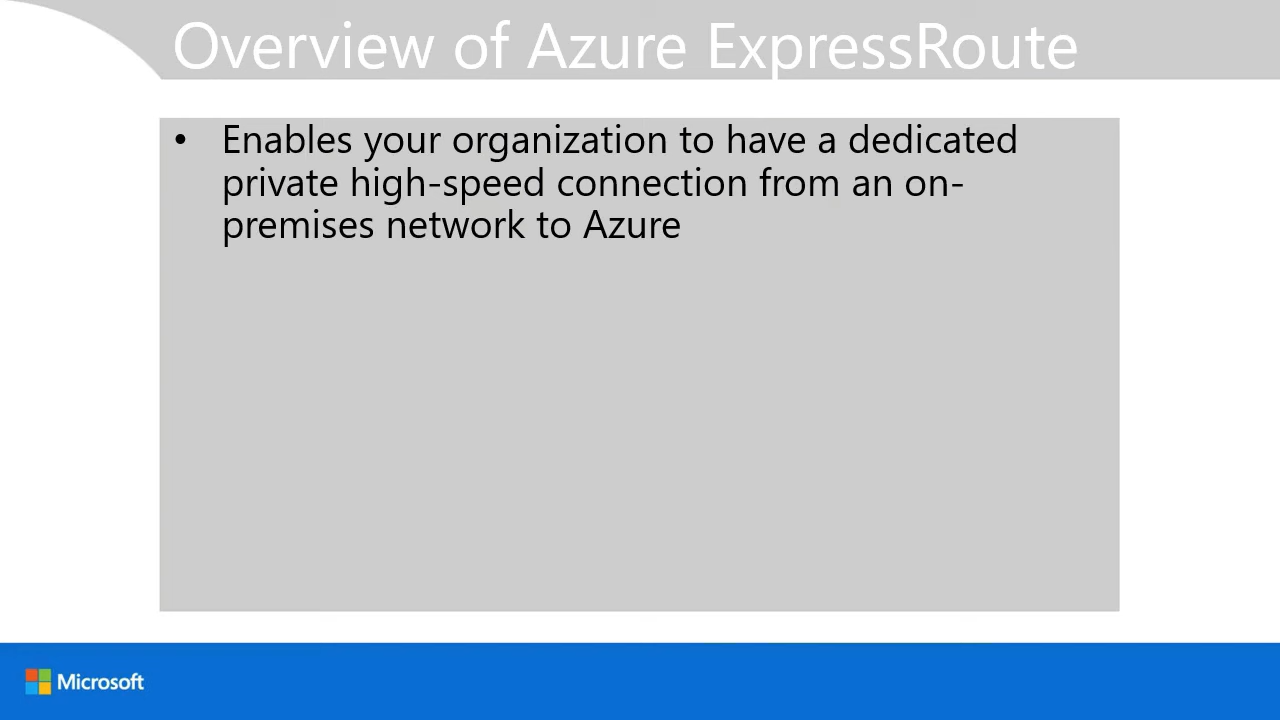 Overview of Azure ExpressRoute
• Enables your organization to have a dedicated
private high-speed connection from an on-
premises network to Azure
Microsoft